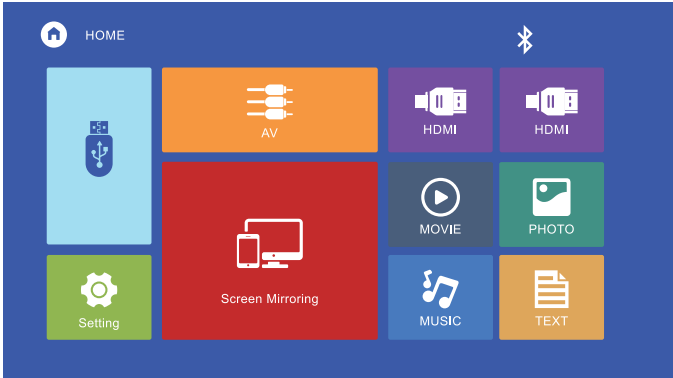 HOME
AV
HDMI
HDMI
MOVIE
PHOTO
Screen Mirroring
Setting
MUSIC
TEXT